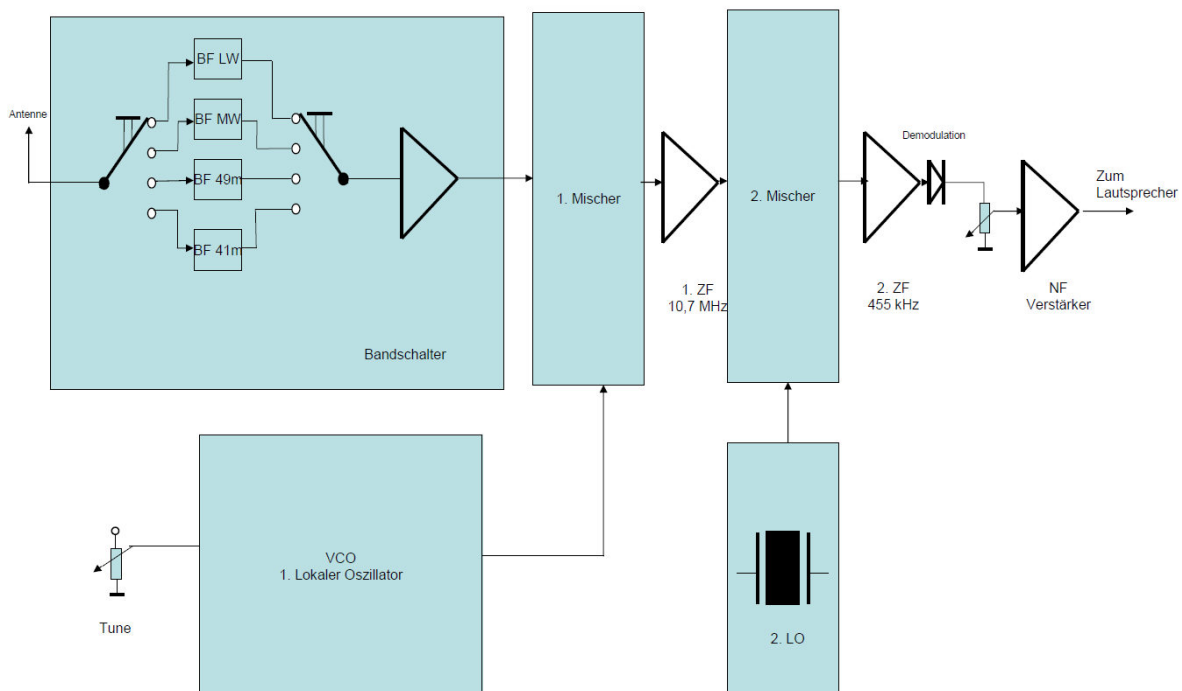 Antenne
BF LW
BF MW
BF 49m
BF 41m
Bandschalter
1. Mischer
1. ZF
10,7 MHz
2. Mischer
2. ZF
455 kHz
Demodulation
NF
Verstärker
Zum
Lautsprecher
Tune
VCO
1. Lokaler Oszillator
2. LO